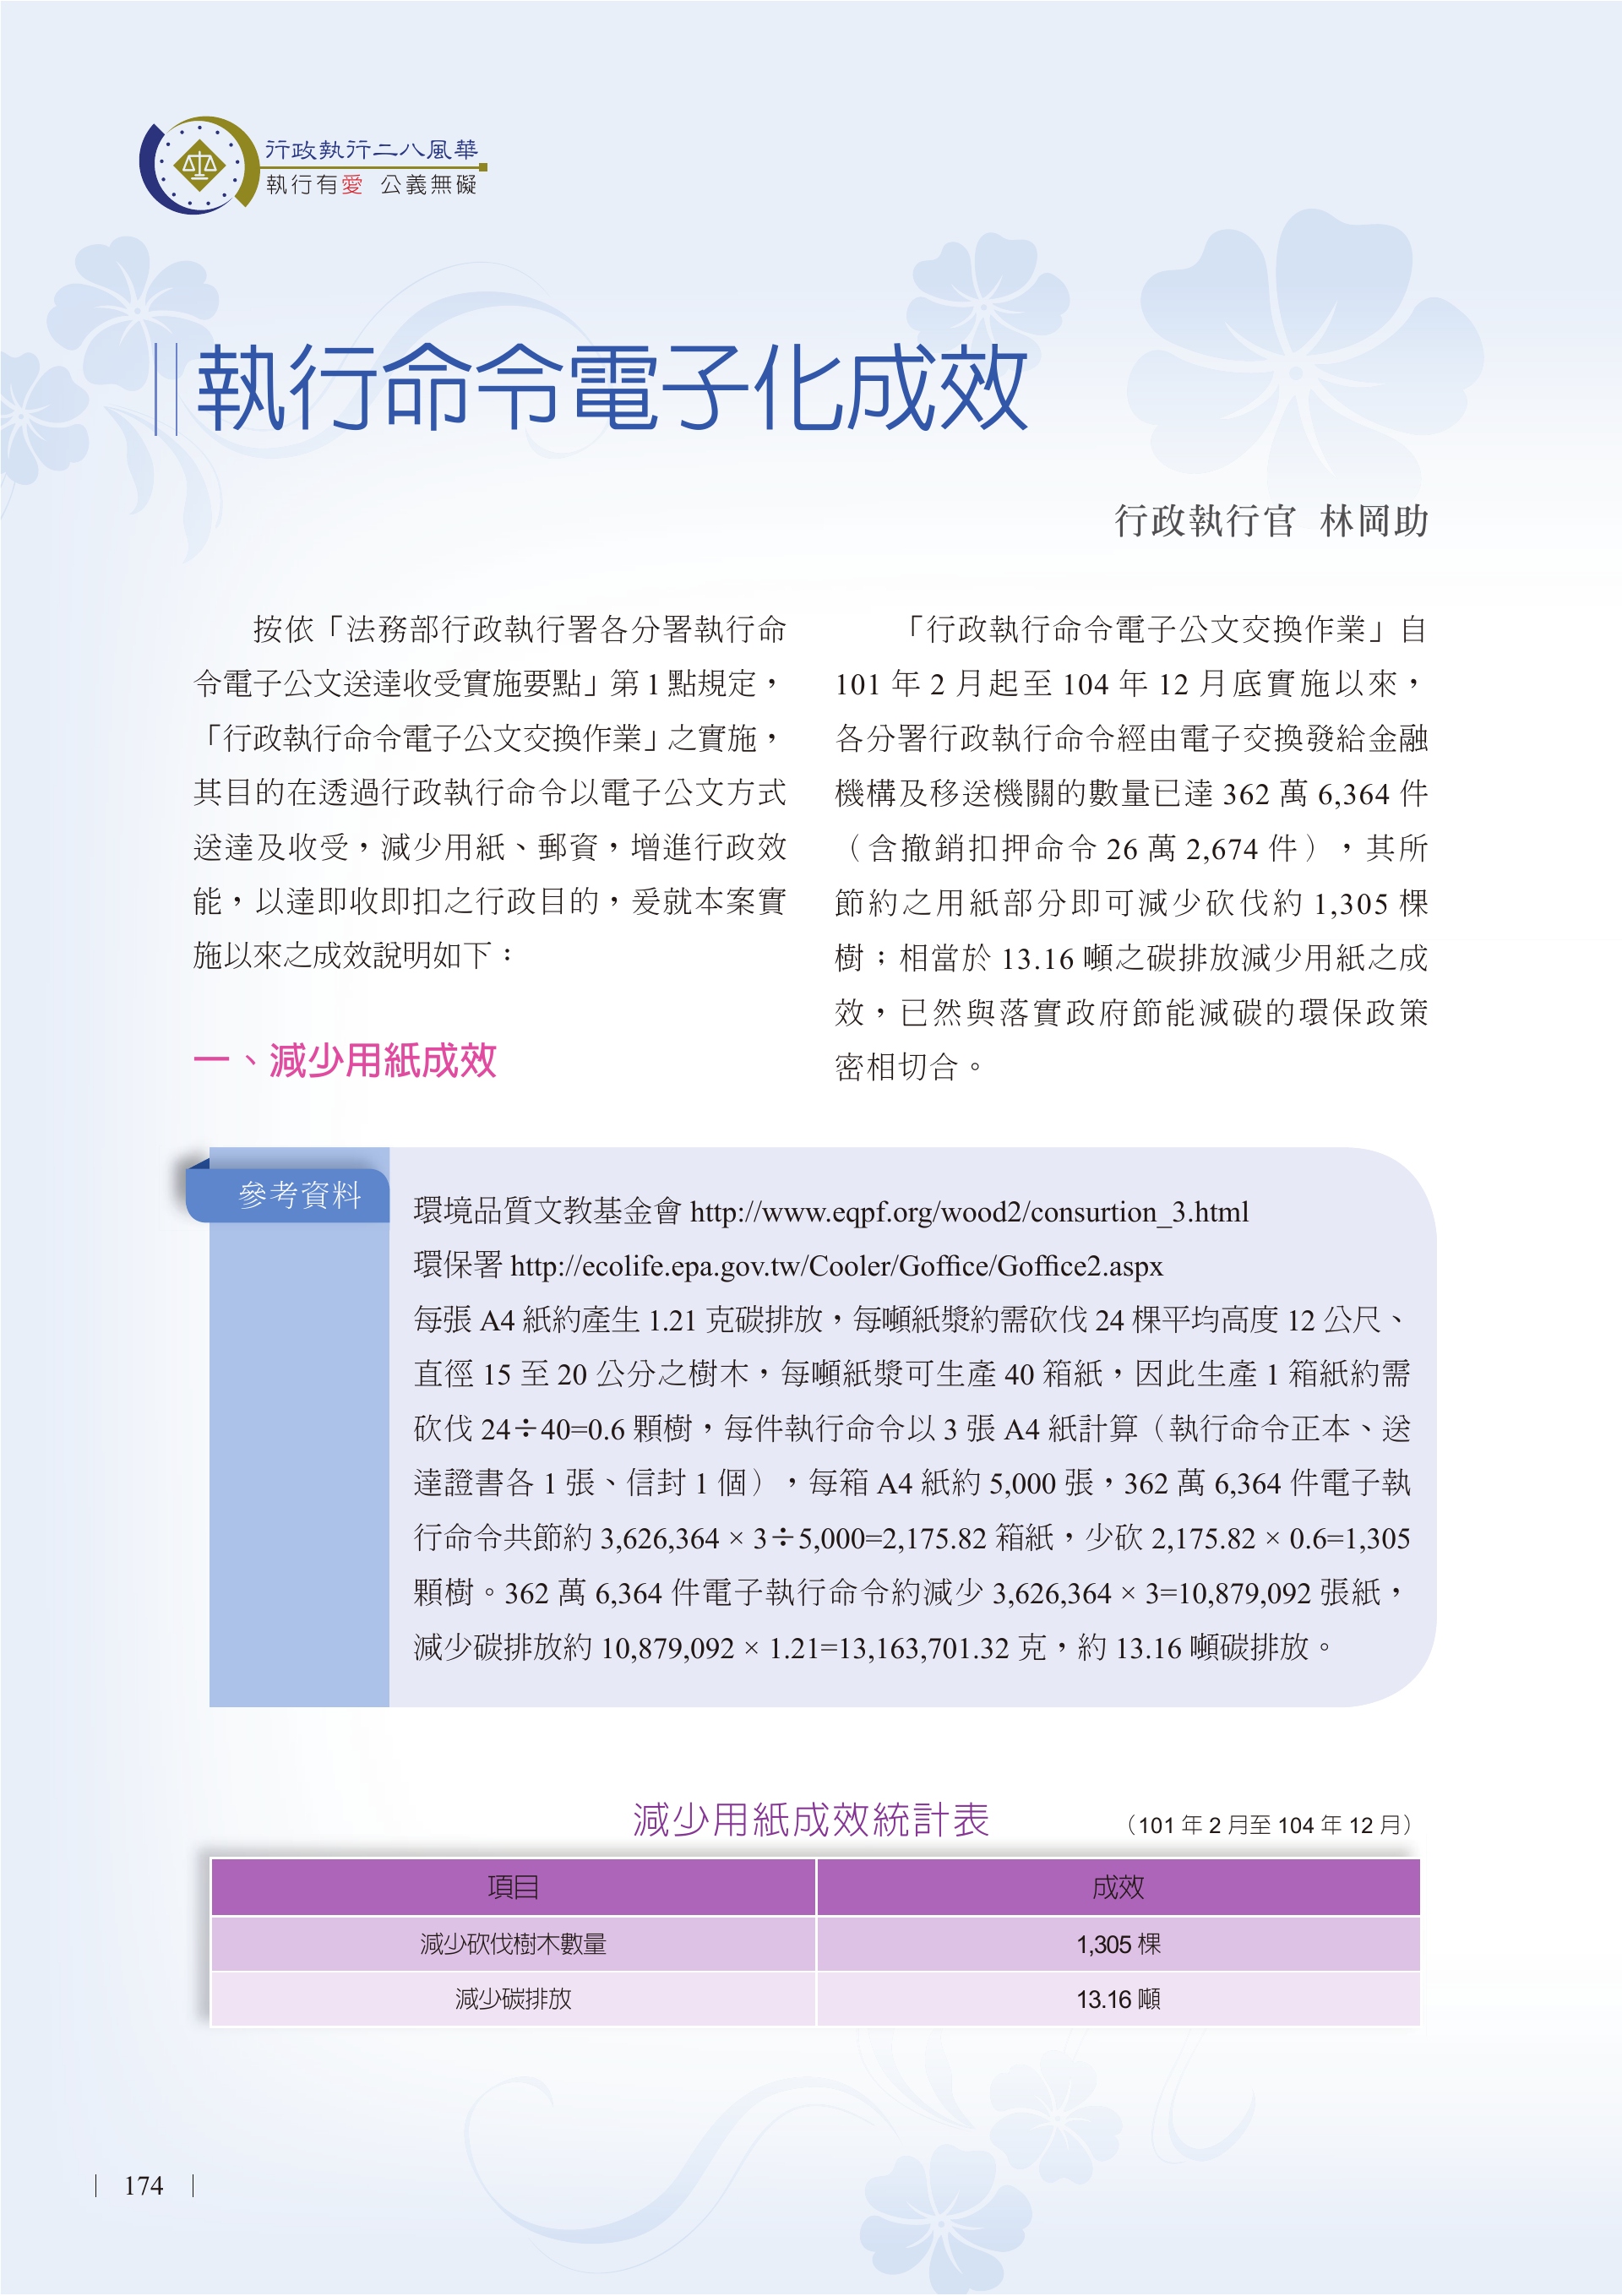 行政執行二八風華
執行有愛 公義無礙
執行命令電子化成效
行政執行官 林岡助
按依「法務部行政執行署各分署執行命
令電子公文送達收受實施要點」第 1 點規定，
「行政執行命令電子公文交換作業」之實施，
其目的在透過行政執行命令以電子公文方式
送達及收受，減少用紙、郵資，增進行政效
能，以達即收即扣之行政目的，爰就本案實
施以來之成效說明如下：
一、減少用紙成效
「行政執行命令電子公文交換作業」自
101 年 2 月起至 104 年 12 月底實施以來，
各分署行政執行命令經由電子交換發給金融
機構及移送機關的數量已達 362 萬 6,364 件
（含撤銷扣押命令 26 萬 2,674 件），其所
節約之用紙部分即可減少砍伐約 1,305 棵
樹；相當於 13.16 噸之碳排放減少用紙之成
效，已然與落實政府節能減碳的環保政策
密相切合。
參考資料
環境品質文教基金會 http://www.eqpf.org/wood2/consurtion_3.html
環保署 http://ecolife.epa.gov.tw/Cooler/Goffice/Goffice2.aspx
每張 A4 紙約產生 1.21 克碳排放，每噸紙漿約需砍伐 24 棵平均高度 12 公尺、
直徑 15 至 20 公分之樹木，每噸紙漿可生產 40 箱紙，因此生產 1 箱紙約需
砍伐 24÷40=0.6 顆樹，每件執行命令以 3 張 A4 紙計算（執行命令正本、送
達證書各 1 張、信封 1 個），每箱 A4 紙約 5,000 張，362 萬 6,364 件電子執
行命令共節約 3,626,364 × 3÷5,000=2,175.82 箱紙，少砍 2,175.82 × 0.6=1,305
顆樹。362 萬 6,364 件電子執行命令約減少 3,626,364 × 3=10,879,092 張紙，
減少碳排放約 10,879,092 × 1.21=13,163,701.32 克，約 13.16 噸碳排放。
減少用紙成效統計表 （101 年 2 月至 104 年 12 月）
項目 成效
減少砍伐樹木數量 1,305 棵
減少碳排放 13.16 噸
174